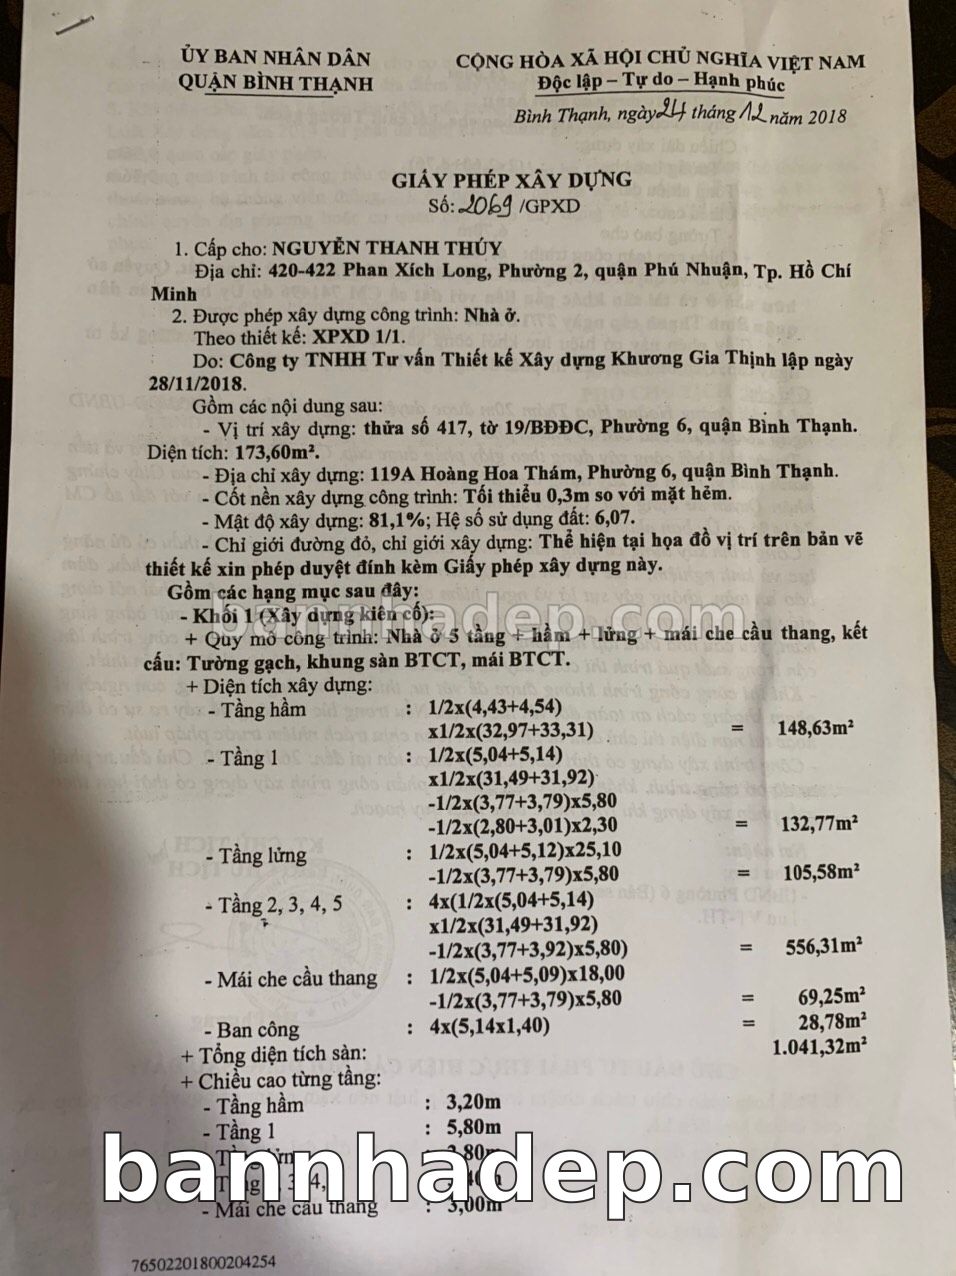 ỦY BAN NHÂN DÂN
QUẬN BÌNH THẠNH
CỘNG HÒA XÃ HỘI CHỦ NGHĨA VIỆT NAM
Độc lập – Tự do – Hạnh phúc
Bình Thạnh, ngày 24 tháng 12 năm 2018
GIẤY PHÉP XÂY DỰNG
Số: 2069 /GPXD
1. Cấp cho: NGUYỄN THANH THÚY
Địa chỉ: 420-422 Phan Xích Long, Phường 2, quận Phú Nhuận, Tp. Hồ Chí
Minh
2. Được phép xây dựng công trình: Nhà ở.
Theo thiết kế: XPXD 1/1.
Do: Công ty TNHH Tư vấn Thiết kế Xây dựng Khương Gia Thịnh lập ngày
28/11/2018.
Gồm các nội dung sau:
- Vị trí xây dựng: thửa số 417, tờ 19/BĐĐC, Phường 6, quận Bình Thạnh.
Diện tích: 173,60m².
- Địa chỉ xây dựng: 119A Hoàng Hoa Thám, Phường 6, quận Bình Thạnh.
- Cốt nền xây dựng công trình: Tối thiểu 0,3m so với mặt hẻm.
- Mật độ xây dựng: 81,1%; Hệ số sử dụng đất: 6,07.
- Chỉ giới đường đỏ, chỉ giới xây dựng: Thể hiện tại họa đồ vị trí trên bản vẽ
thiết kế xin phép duyệt đính kèm Giấy phép xây dựng này.
Gồm các hạng mục sau đây:
- Khối 1 (Xây dựng kiên cố):
bannhadep.com
+ Quy mô công trình: Nhà ở 5 tầng + hầm + lửng + mái che cầu thang, kết
cấu: Tường gạch, khung sàn BTCT, mái BTCT.
+ Diện tích xây dựng:
- Tầng hầm : 1/2x(4,43+4,54)
x1/2x(32,97+33,31) = 148,63m²
- Tầng 1 : 1/2x(5,04+5,14)
x1/2x(31,49+31,92)
-1/2x(3,77+3,79)x5,80
-1/2x(2,80+3,01)x2,30 = 132,77m²
- Tầng lửng : 1/2x(5,04+5,12)x25,10
-1/2x(3,77+3,79)x5,80 = 105,58m²
- Tầng 2, 3, 4, 5 : 4x(1/2x(5,04+5,14)
x1/2x(31,49+31,92)
-1/2x(3,77+3,92)x5,80) = 556,31m²
- Mái che cầu thang : 1/2x(5,04+5,09)x18,00
-1/2x(3,77+3,79)x5,80 = 69,25m²
- Ban công : 4x(5,14x1,40) = 28,78m²
+ Tổng diện tích sàn: 1.041,32m²
+ Chiều cao từng tầng:
- Tầng hầm : 3,20m
- Tầng 1 : 5,80m
bannhadep.com
- Mái che cầu thang : 3,00m
76502201800204254